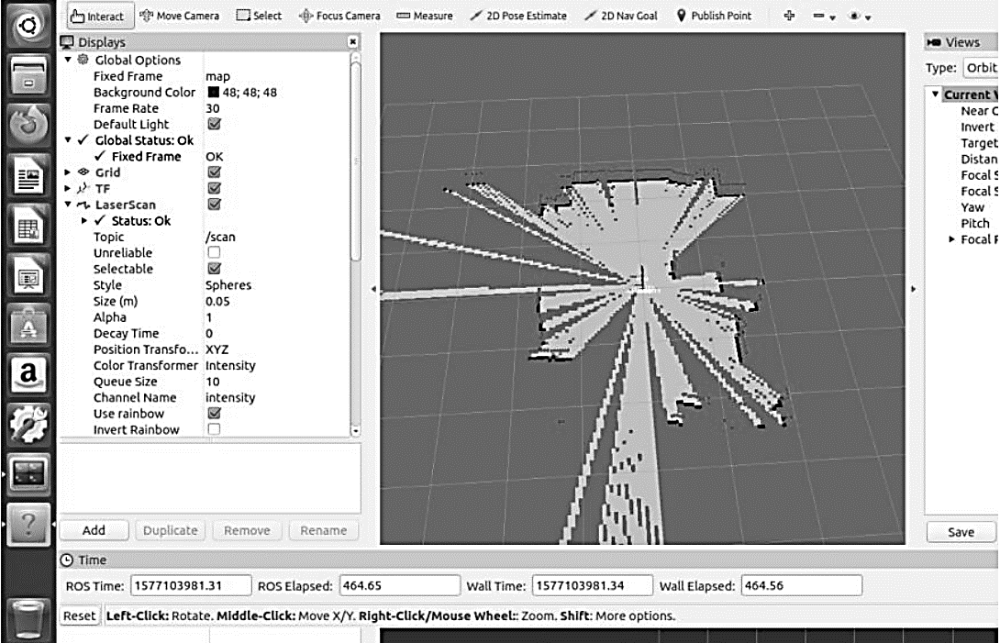 Interact Move Camera Select Focus Camera Measure 2D Pose Estimate 2D Nav Goal Publish Point
Displays
Global Options
Fixed Frame map
Background Color 48; 48; 48
Frame Rate 30
Default Light
Global Status: Ok
Fixed Frame OK
Grid
TF
LaserScan
Status: Ok
Topic /scan
Unreliable
Selectable
Style Spheres
Size (m) 0.05
Alpha 1
Decay Time 0
Position Transfo... XYZ
Color Transformer Intensity
Queue Size 10
Channel Name intensity
Use rainbow
Invert Rainbow
Add Duplicate Remove Rename
Views
Type: Orbit
Current V
Near C
Invert
Target
Distan
Focal S
Focal S
Yaw
Pitch
Focal P
Save
Time
ROS Time: 1577103981.31 ROS Elapsed: 464.65 Wall Time: 1577103981.34 Wall Elapsed: 464.56
Reset Left-Click: Rotate. Middle-Click: Move X/Y. Right-Click/Mouse Wheel:: Zoom. Shift: More options.